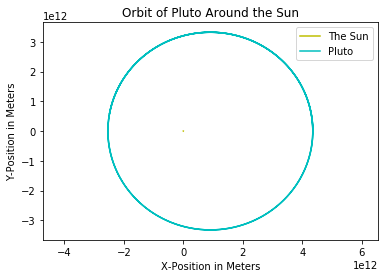 Orbit of Pluto Around the Sun
1e12
The Sun
Pluto
Y-Position in Meters
3
2
1
0
−1
−2
−3
−4
−2
0
2
4
6
X-Position in Meters
1e12